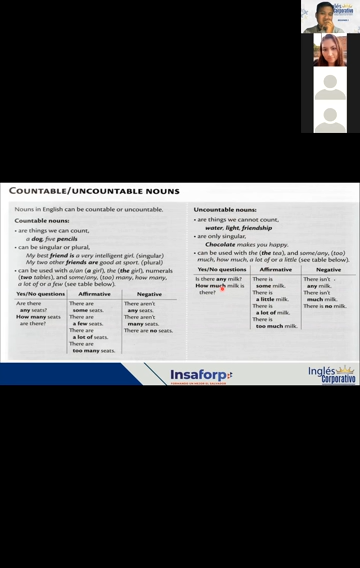 Inglés
Corporativo
COUNTABLE/UNCOUNTABLE NOUNS
Nouns in English can be countable or uncountable.
Countable nouns:
• are things we can count,
a dog, five pencils
• can be singular or plural,
My best friend is a very intelligent girl. (singular)
My two other friends are good at sport. (plural)
• can be used with a/an (a girl), the (the girl), numerals
(two tables), and some/any, (too) many, how many,
a lot of or a few (see table below).
Yes/No questions Affirmative Negative
Are there There are There aren't
any seats? some seats. any seats.
How many seats There are There aren't
are there? a few seats. many seats.
There are There are no seats.
a lot of seats.
There are
too many seats.
Uncountable nouns:
• are things we cannot count,
water, light, friendship
• are only singular,
Chocolate makes you happy.
• can be used with the (the tea), and some/any, (too)
much, how much, a lot of or a little (see table below).
Yes/No questions Affirmative Negative
Is there any milk? There is There isn't
How much milk is some milk. any milk.
there? There is There isn't
a little milk. much milk.
There is There is no milk.
a lot of milk.
There is
too much milk.
Insaforp
Inglés
Corporativo